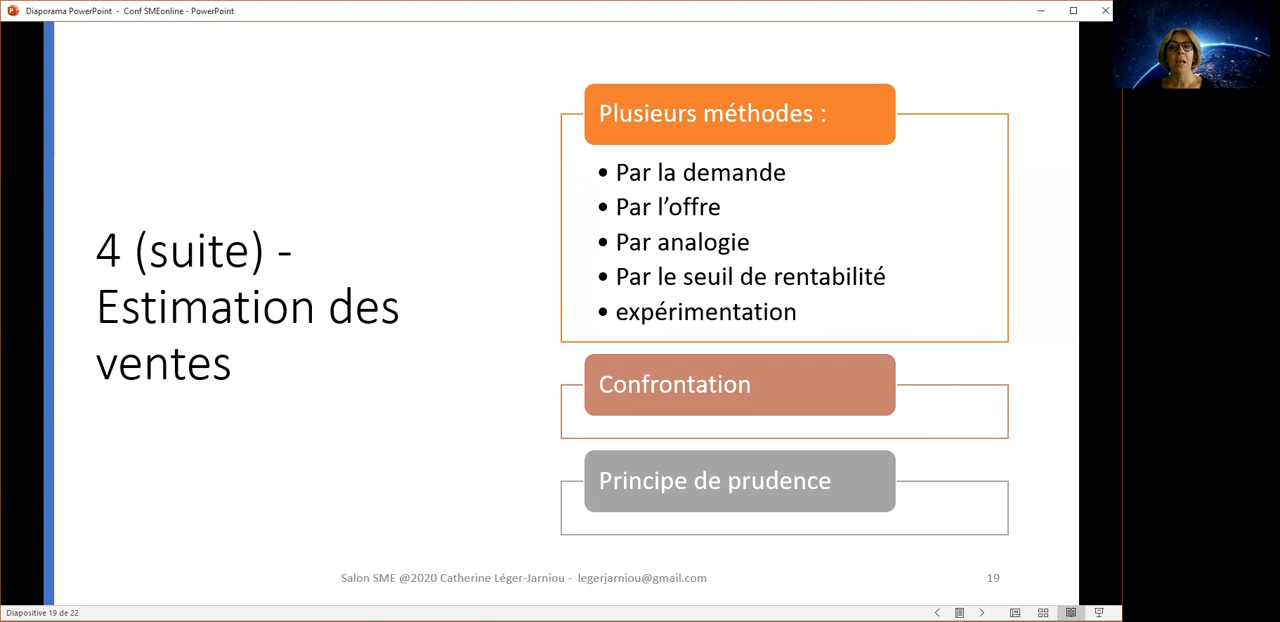 Diaporama PowerPoint - Conf SMEonline - PowerPoint
4 (suite) -
Estimation des
ventes
Plusieurs méthodes :
• Par la demande
• Par l’offre
• Par analogie
• Par le seuil de rentabilité
• expérimentation
Confrontation
Principe de prudence
Salon SME @2020 Catherine Léger-Jarniou - legerjarniou@gmail.com
19
Diapositive 19 de 22